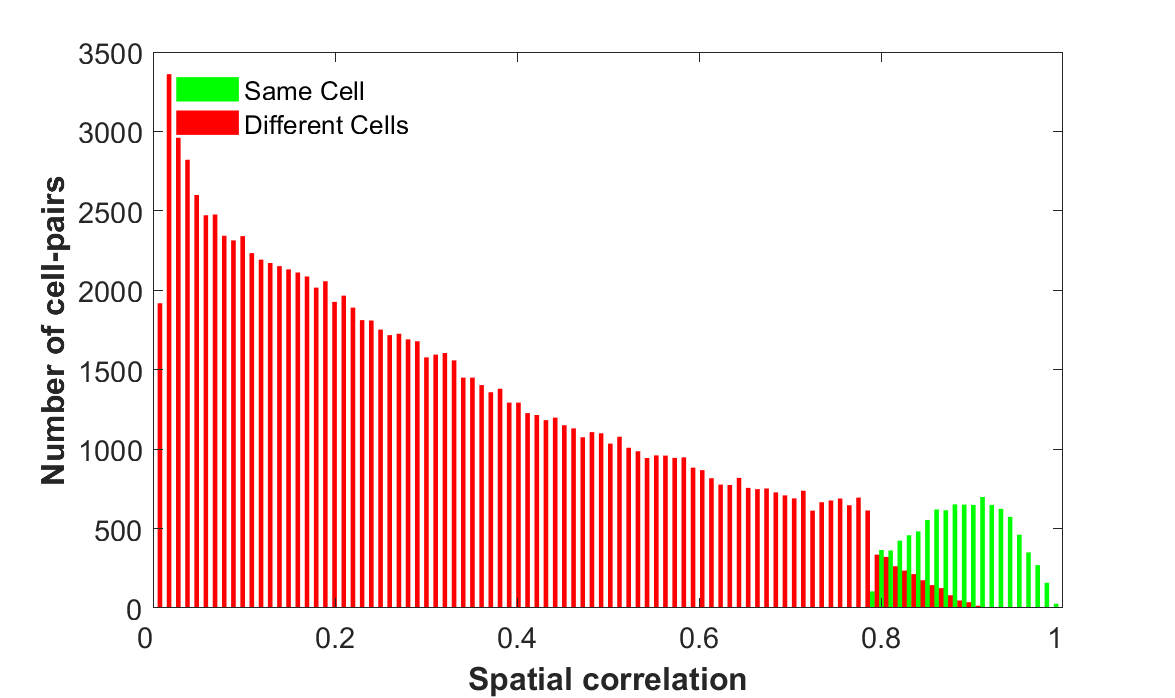 3500
3000
2500
2000
1500
1000
500
0
Number of cell-pairs
Same Cell
Different Cells
0 0.2 0.4 0.6 0.8 1
Spatial correlation